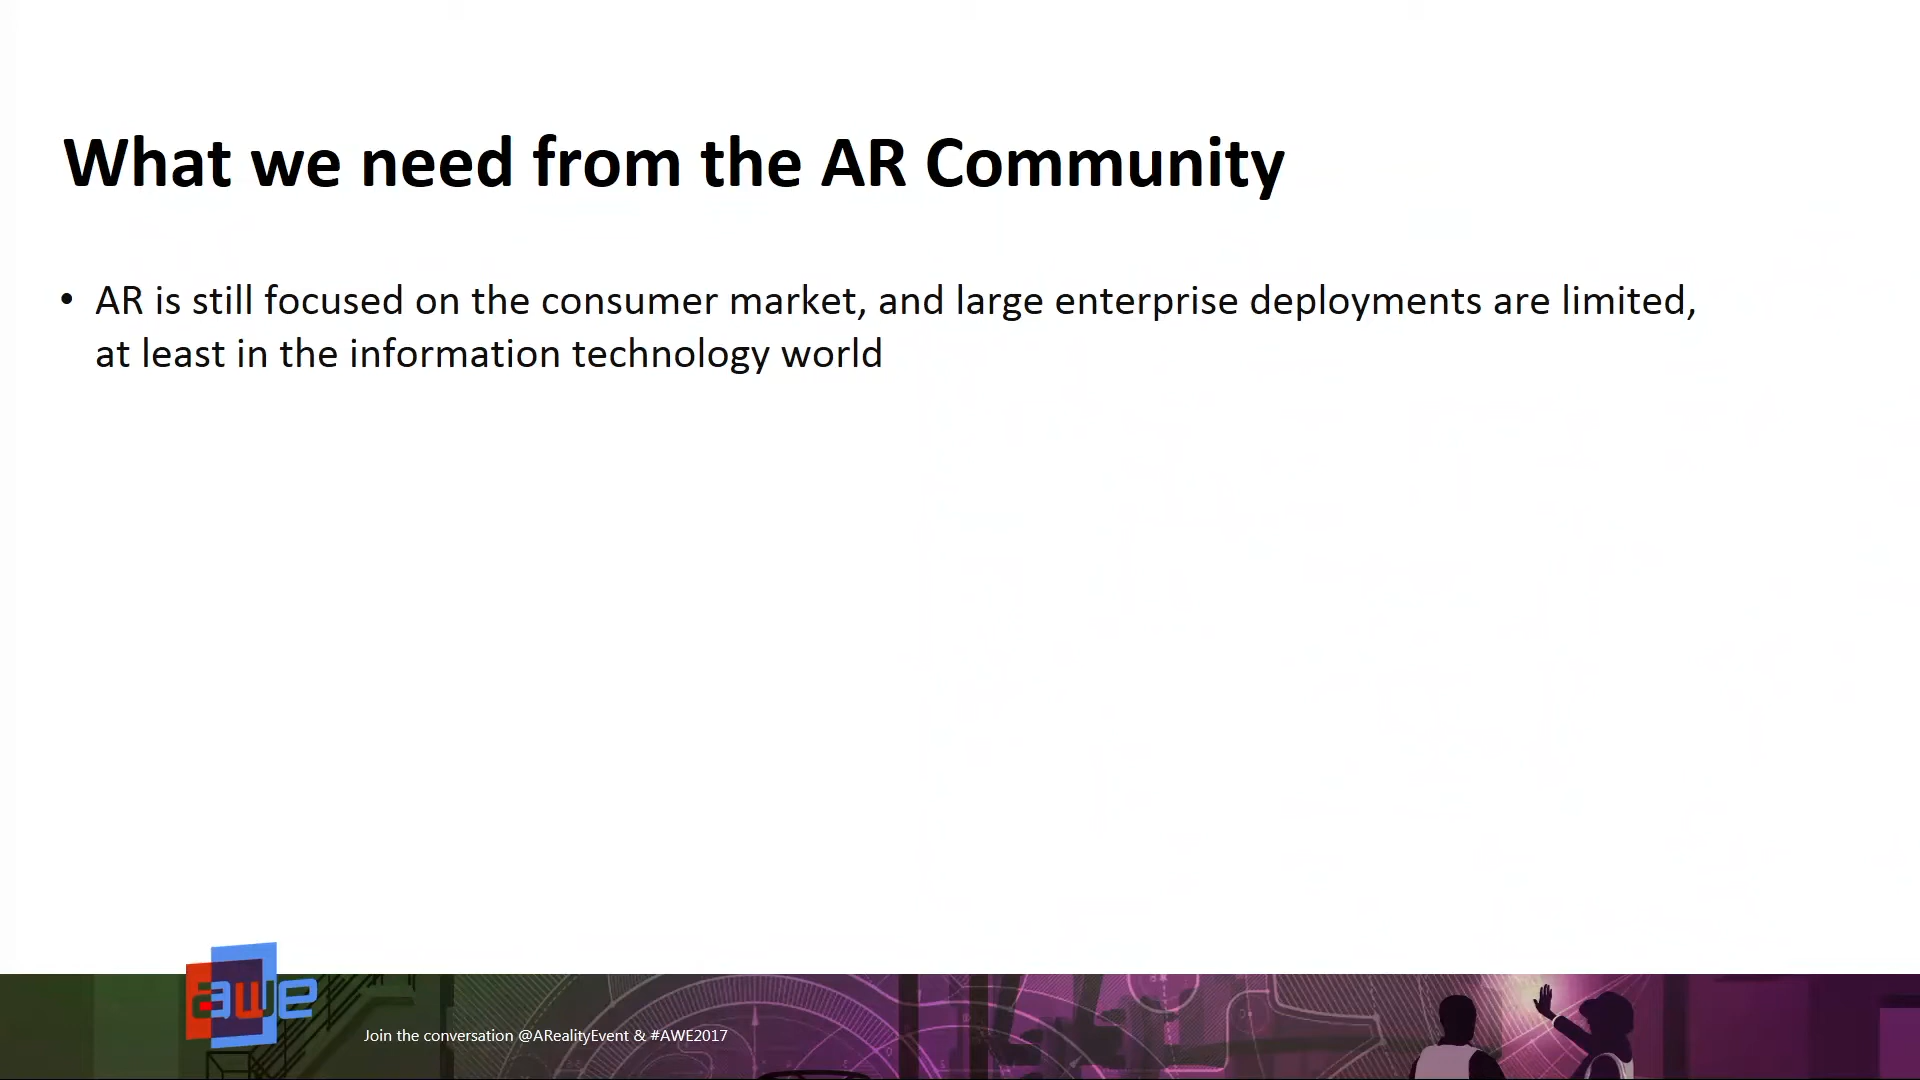 What we need from the AR Community
• AR is still focused on the consumer market, and large enterprise deployments are limited,
at least in the information technology world
awe
Join the conversation @ARealityEvent & #AWE2017